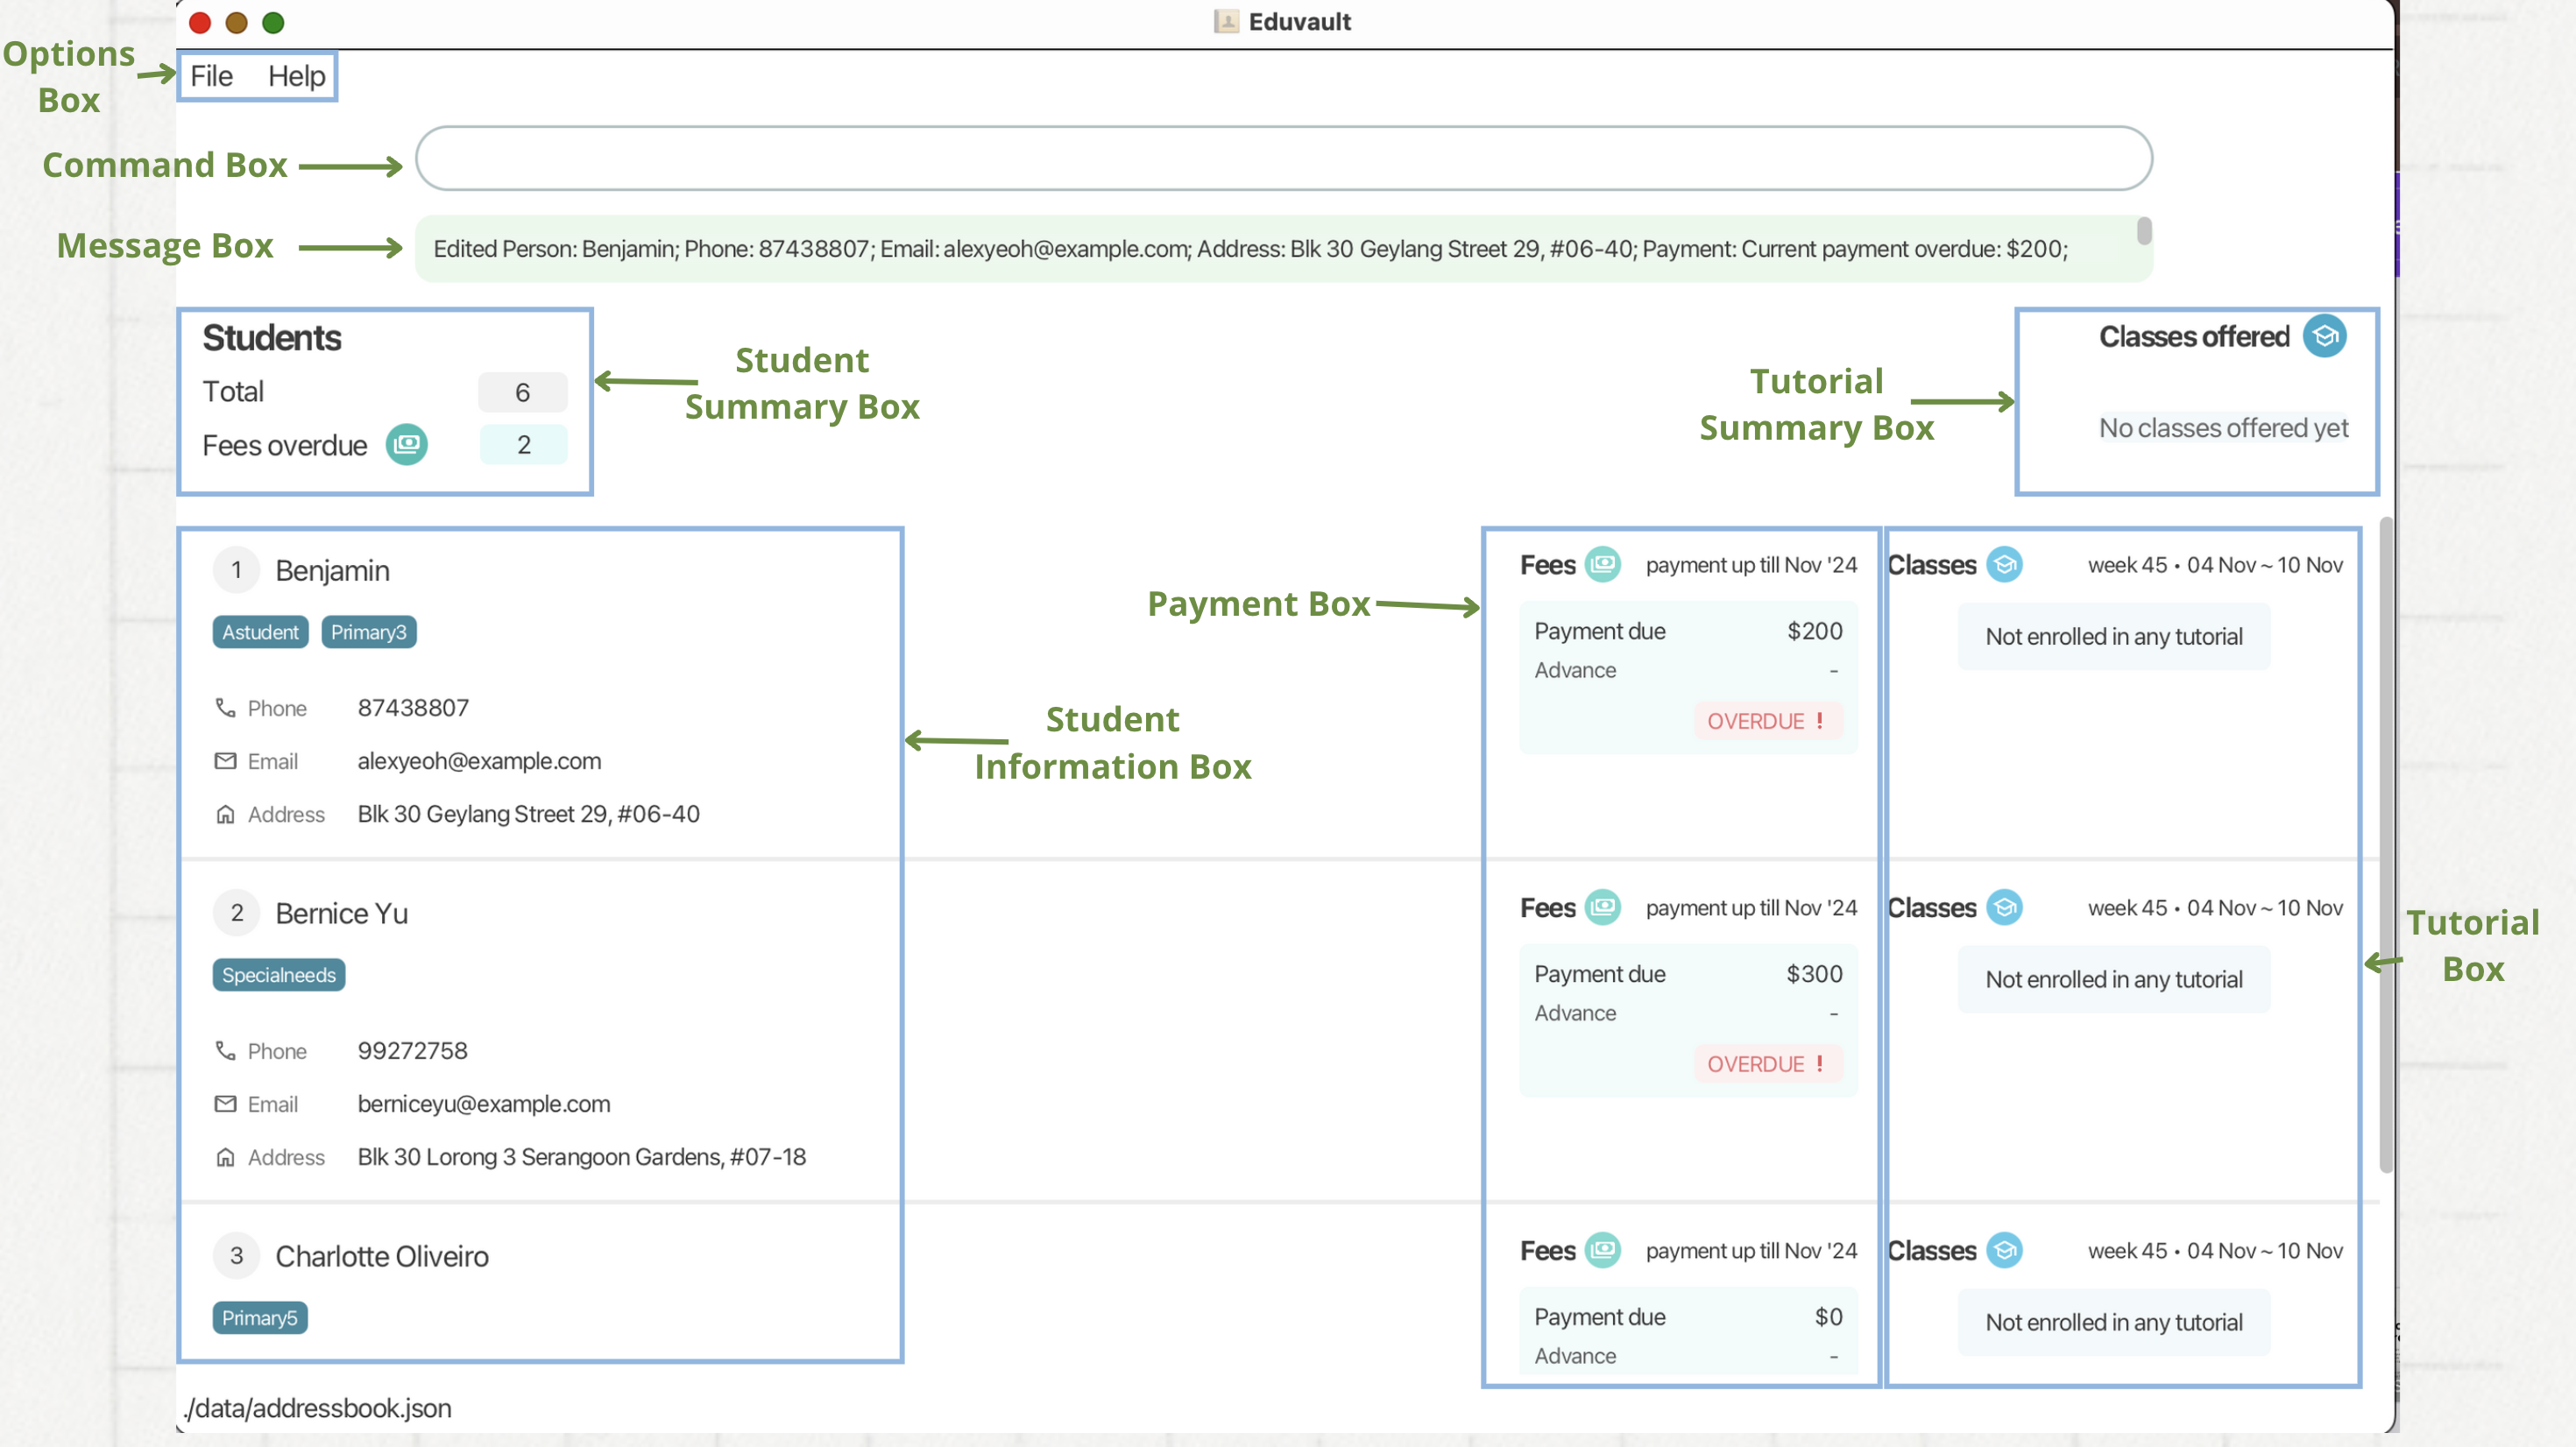 Eduvault
Options
Box
File Help
Command Box
Message Box
Edited Person: Benjamin; Phone: 87438807; Email: alexyeoh@example.com; Address: Blk 30 Geylang Street 29, #06-40; Payment: Current payment overdue: $200;
Students
Total 6
Fees overdue 2
Student
Summary Box
Tutorial
Summary Box
Classes offered
No classes offered yet
1 Benjamin
Astudent Primary3
Phone 87438807
Email alexyeoh@example.com
Address Blk 30 Geylang Street 29, #06-40
Student
Information Box
Payment Box
Fees payment up till Nov '24
Payment due $200
Advance -
OVERDUE !
Classes week 45 • 04 Nov ~ 10 Nov
Not enrolled in any tutorial
2 Bernice Yu
Specialneeds
Phone 99272758
Email berniceyu@example.com
Address Blk 30 Lorong 3 Serangoon Gardens, #07-18
Fees payment up till Nov '24
Payment due $300
Advance -
OVERDUE !
Classes week 45 • 04 Nov ~ 10 Nov
Not enrolled in any tutorial
Tutorial
Box
3 Charlotte Oliveiro
Primary5
Fees payment up till Nov '24
Payment due $0
Advance -
Classes week 45 • 04 Nov ~ 10 Nov
Not enrolled in any tutorial
./data/addressbook.json